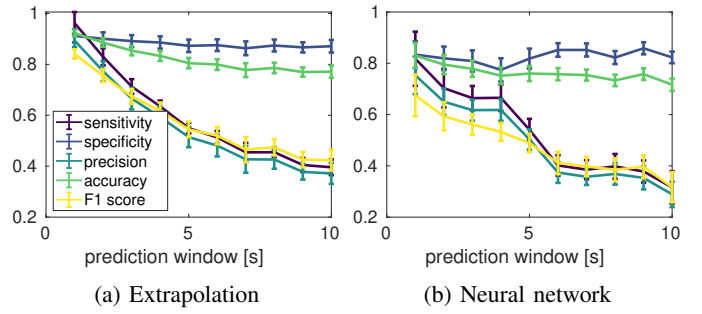 1
0.8
0.6
0.4
0.2
sensitivity
specificity
precision
accuracy
F1 score
0 5 10
prediction window [s]
(a) Extrapolation
1
0.8
0.6
0.4
0.2
0 5 10
prediction window [s]
(b) Neural network